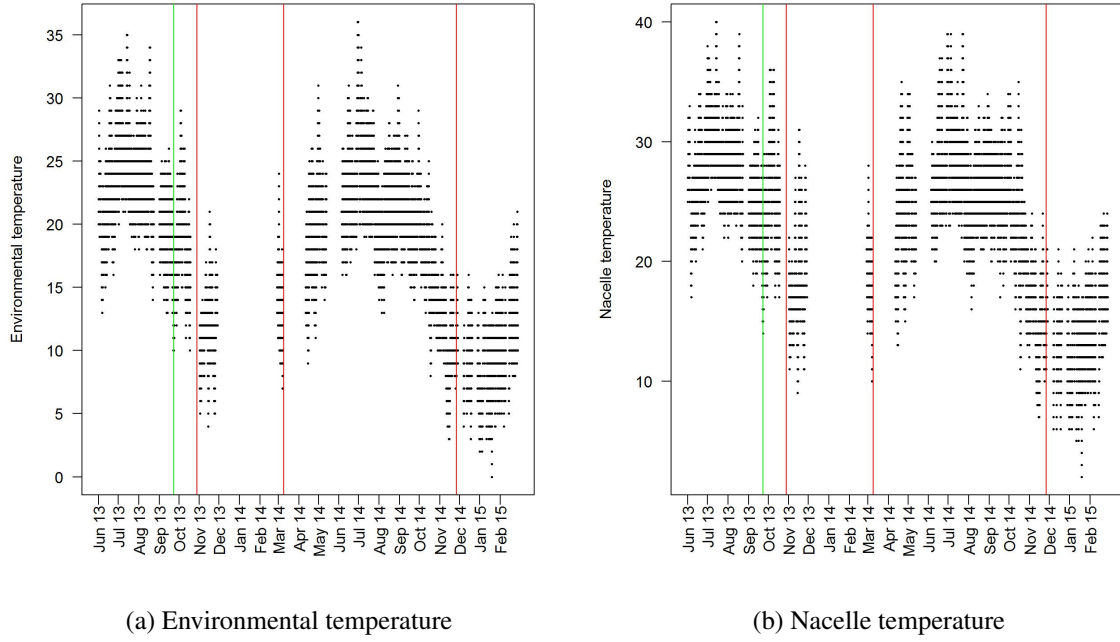 Environmental temperature
35
30
25
20
15
10
5
0
Jun 13
Jul 13
Aug 13
Sep 13
Oct 13
Nov 13
Dec 13
Jan 14
Feb 14
Mar 14
Apr 14
May 14
Jun 14
Jul 14
Aug 14
Sep 14
Oct 14
Nov 14
Dec 14
Jan 15
Feb 15
(a) Environmental temperature
Nacelle temperature
40
30
20
10
Jun 13
Jul 13
Aug 13
Sep 13
Oct 13
Nov 13
Dec 13
Jan 14
Feb 14
Mar 14
Apr 14
May 14
Jun 14
Jul 14
Aug 14
Sep 14
Oct 14
Nov 14
Dec 14
Jan 15
Feb 15
(b) Nacelle temperature